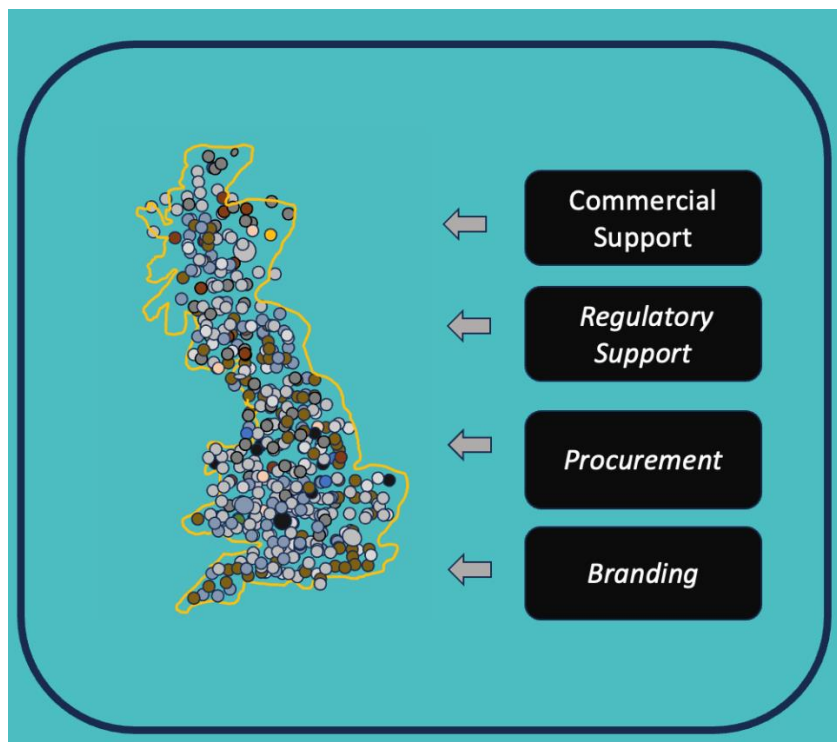 Commercial
Support
Regulatory
Support
Procurement
Branding